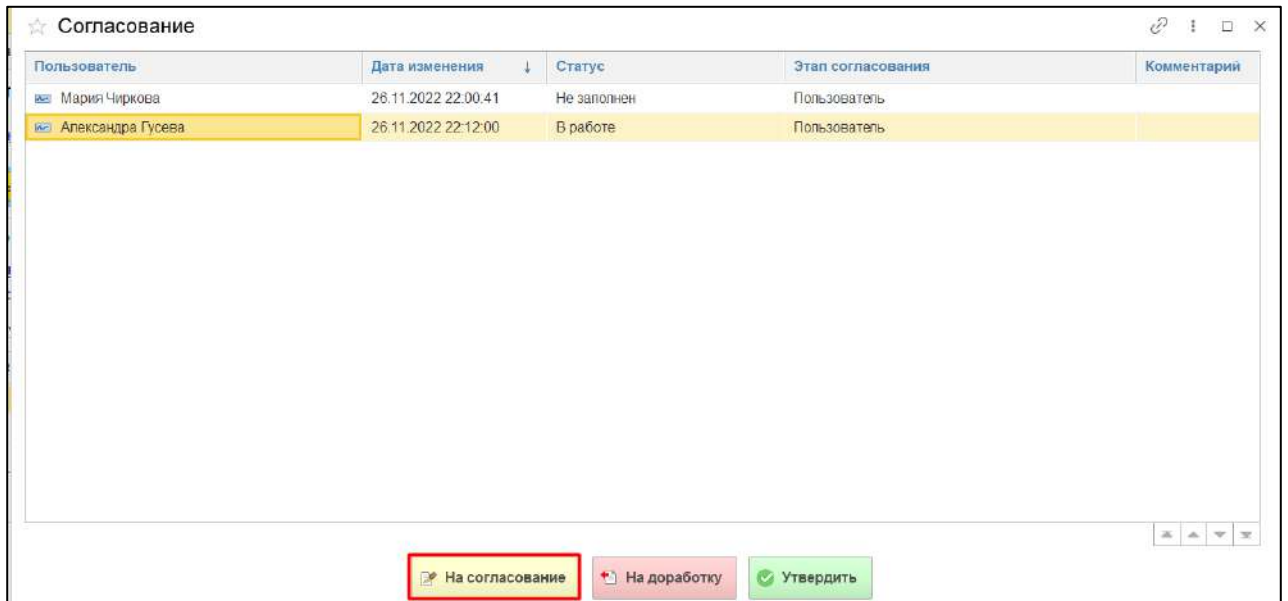 Согласование
Пользователь Дата изменения ↓ Статус Этап согласования Комментарий
Мария Чиркова 26.11.2022 22:00:41 Не заполнен Пользователь
Александра Гусева 26.11.2022 22:12:00 В работе Пользователь
На согласование На доработку Утвердить